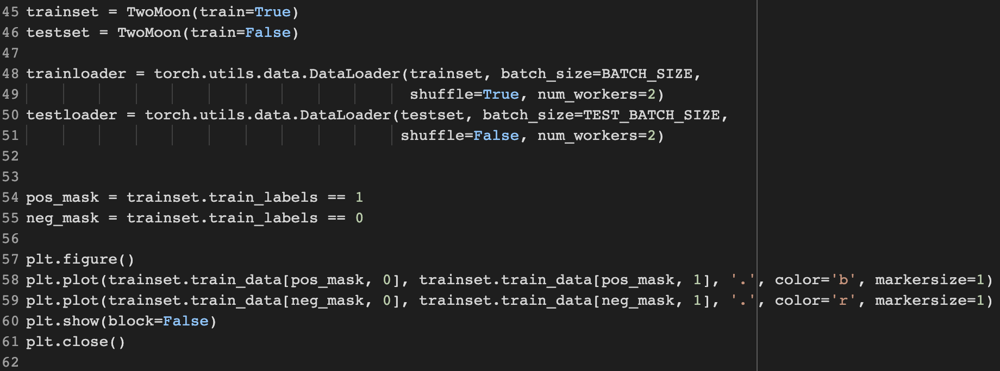 45 trainset = TwoMoon(train=True)
46 testset = TwoMoon(train=False)
47
48 trainloader = torch.utils.data.DataLoader(trainset, batch_size=BATCH_SIZE,
49                                           shuffle=True, num_workers=2)
50 testloader = torch.utils.data.DataLoader(testset, batch_size=TEST_BATCH_SIZE,
51                                          shuffle=False, num_workers=2)
52
53
54 pos_mask = trainset.train_labels == 1
55 neg_mask = trainset.train_labels == 0
56
57 plt.figure()
58 plt.plot(trainset.train_data[pos_mask, 0], trainset.train_data[pos_mask, 1], '.', color='b', markersize=1)
59 plt.plot(trainset.train_data[neg_mask, 0], trainset.train_data[neg_mask, 1], '.', color='r', markersize=1)
60 plt.show(block=False)
61 plt.close()
62